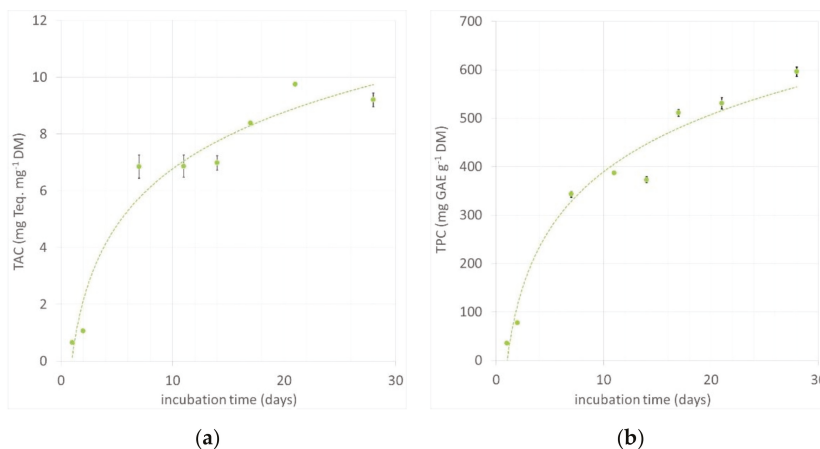 12
10
8
6
4
2
0
TAC (mg Teq. mg⁻¹ DM)
0 10 20 30
incubation time (days)
(a)
700
600
500
400
300
200
100
0
TPC (mg GAE g⁻¹ DM)
0 10 20 30
incubation time (days)
(b)